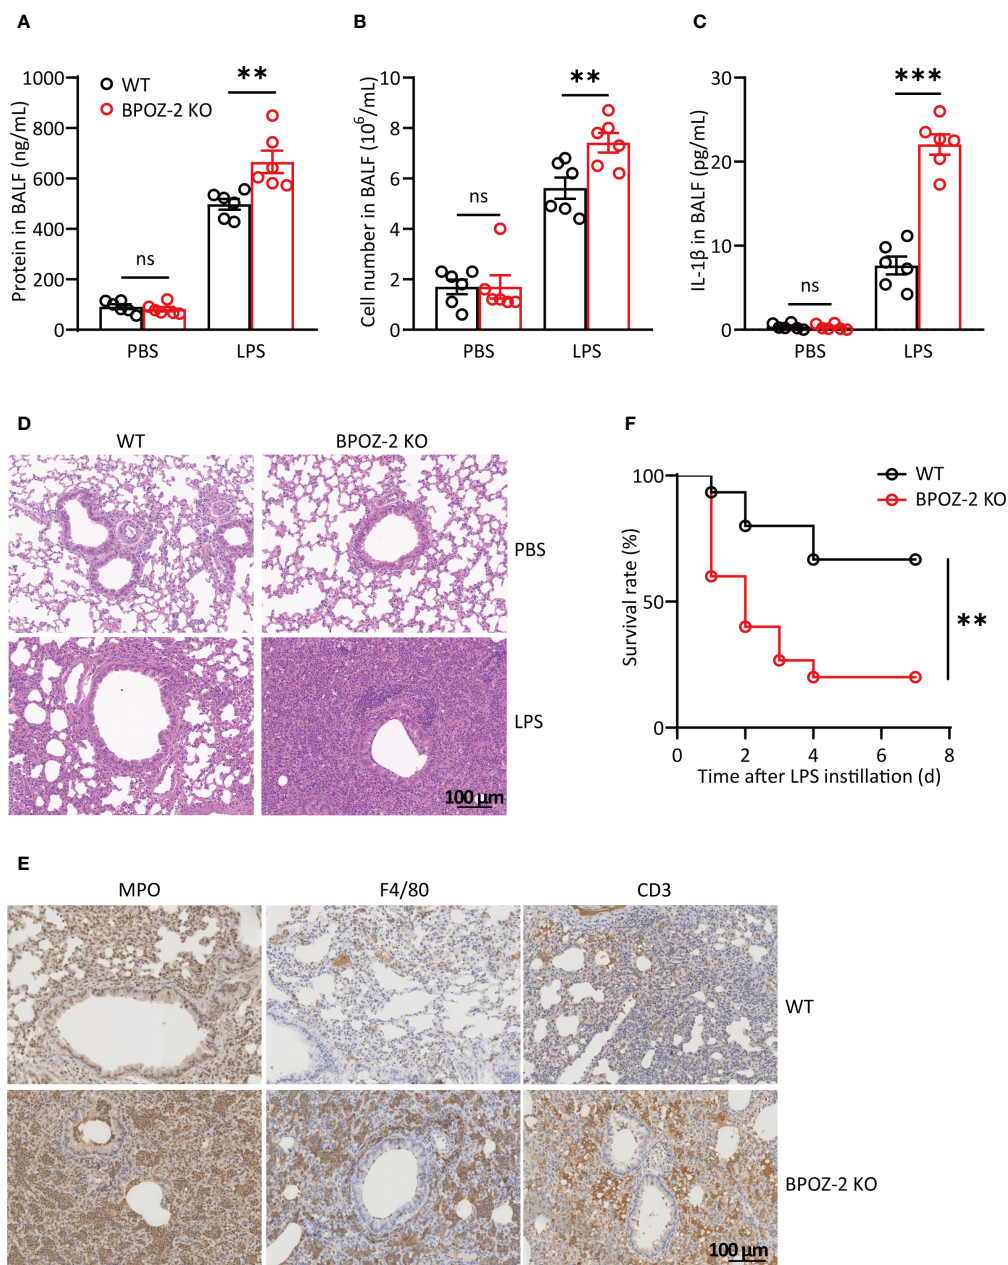 A
B
C
Protein in BALF (ng/mL)
1000
800
600
400
200
0
WT
BPOZ-2 KO
**
ns
PBS
LPS
Cell number in BALF (10⁶/mL)
10
8
6
4
2
0
**
ns
PBS
LPS
IL-1β in BALF (pg/mL)
30
20
10
0
***
ns
PBS
LPS
D
WT
BPOZ-2 KO
PBS
LPS
100 μm
F
Survival rate (%)
100
50
0
WT
BPOZ-2 KO
**
0
2
4
6
8
Time after LPS instillation (d)
E
MPO
F4/80
CD3
WT
BPOZ-2 KO
100 μm